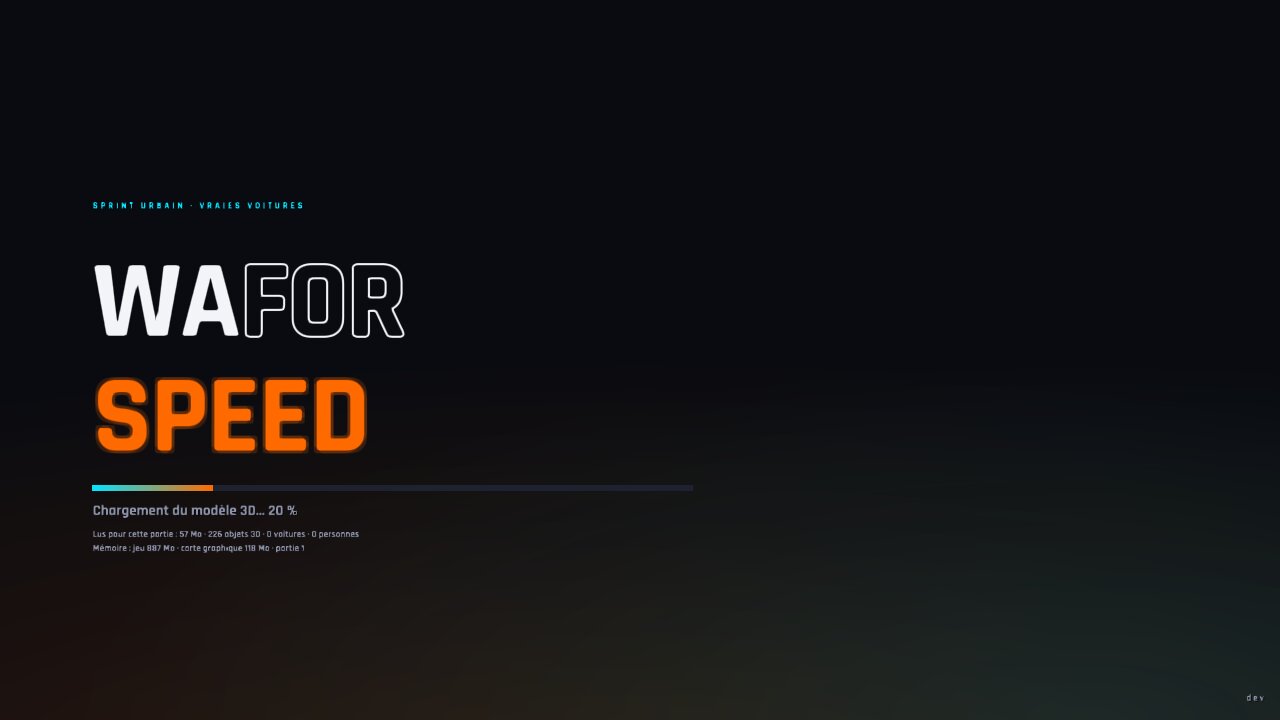 SPRINT URBAIN · VRAIES VOITURES
WAFOR
SPEED
Chargement du modèle 3D... 20 %
Lus pour cette partie : 57 Mo · 226 objets 3D · 0 voitures · 0 personnes
Mémoire : jeu 887 Mo · carte graphique 118 Mo · partie 1
dev